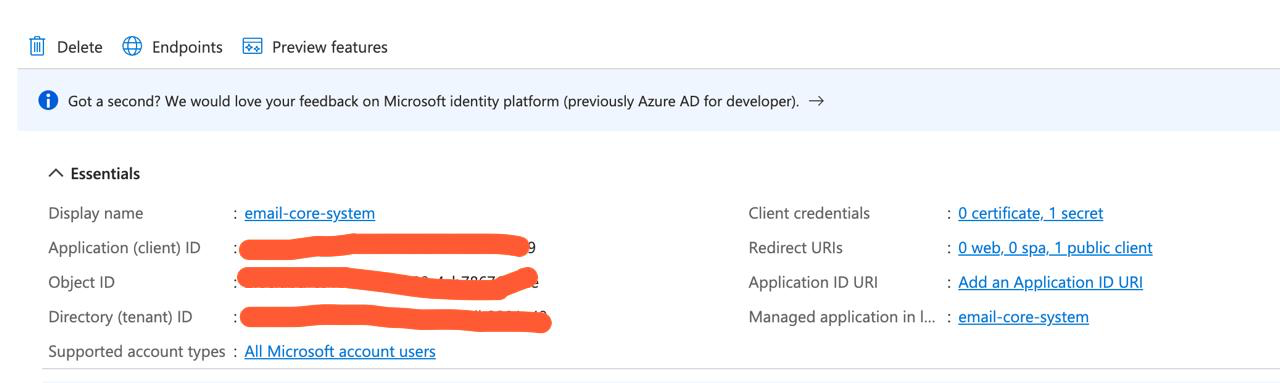 Delete Endpoints Preview features
Got a second? We would love your feedback on Microsoft identity platform (previously Azure AD for developer). →
Essentials
Display name : email-core-system
Application (client) ID : 9
Object ID :
Directory (tenant) ID :
Supported account types : All Microsoft account users
Client credentials : 0 certificate, 1 secret
Redirect URIs : 0 web, 0 spa, 1 public client
Application ID URI : Add an Application ID URI
Managed application in l... : email-core-system